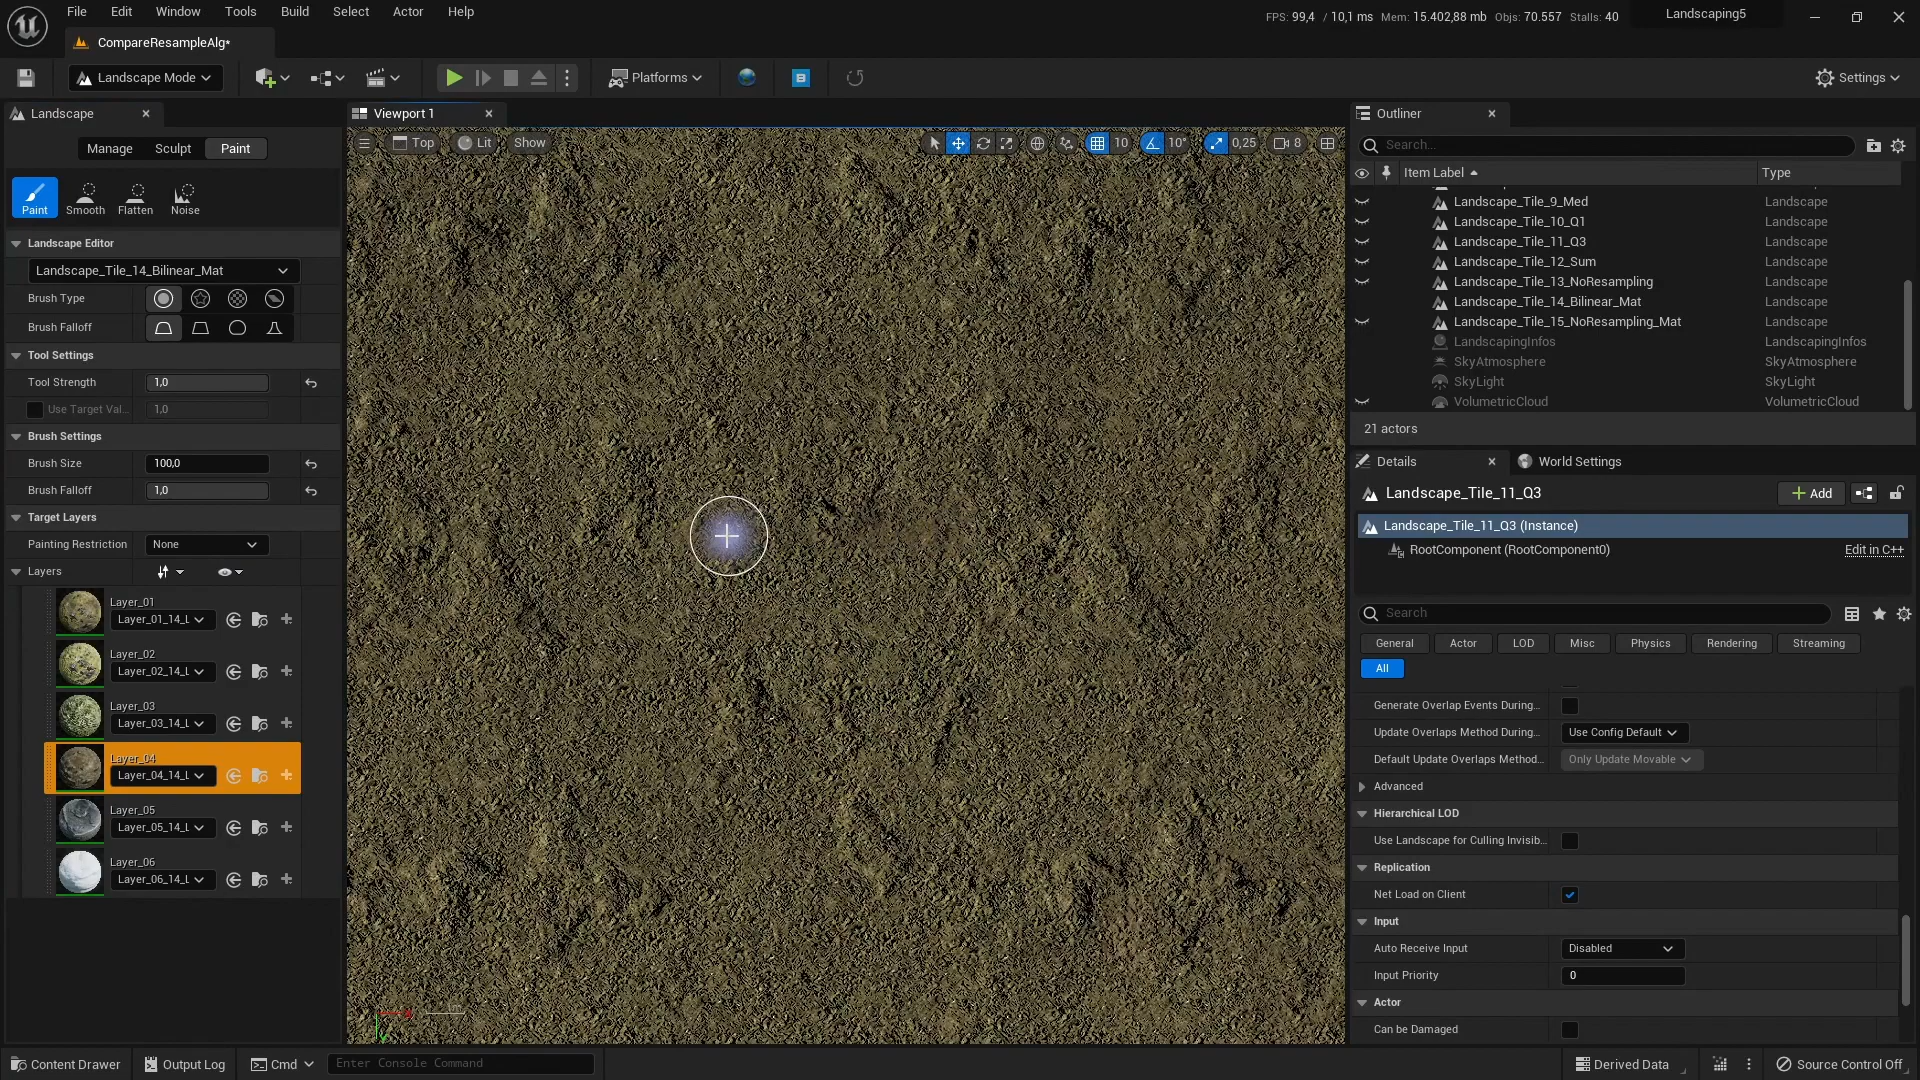 File Edit Window Tools Build Select Actor Help
FPS: 99,4 / 10,1 ms Mem: 15.402,88 mb Objs: 70.557 Stalls: 40
Landscaping5
CompareResampleAlg*
Landscape Mode
Platforms
Settings
Landscape
Manage Sculpt Paint
Paint Smooth Flatten Noise
Landscape Editor
Landscape_Tile_14_Bilinear_Mat
Brush Type
Brush Falloff
Tool Settings
Tool Strength 1,0
Use Target Val... 1,0
Brush Settings
Brush Size 100,0
Brush Falloff 1,0
Target Layers
Painting Restriction None
Layers
Layer_01
Layer_01_14_L
Layer_02
Layer_02_14_L
Layer_03
Layer_03_14_L
Layer_04
Layer_04_14_L
Layer_05
Layer_05_14_L
Layer_06
Layer_06_14_L
Viewport 1
Top Lit Show 10 10° 0,25 8
Outliner
Search...
Item Label Type
Landscape_Tile_9_Med Landscape
Landscape_Tile_10_Q1 Landscape
Landscape_Tile_11_Q3 Landscape
Landscape_Tile_12_Sum Landscape
Landscape_Tile_13_NoResampling Landscape
Landscape_Tile_14_Bilinear_Mat Landscape
Landscape_Tile_15_NoResampling_Mat Landscape
LandscapingInfos LandscapingInfos
SkyAtmosphere SkyAtmosphere
SkyLight SkyLight
VolumetricCloud VolumetricCloud
21 actors
Details World Settings
Landscape_Tile_11_Q3 Add
Landscape_Tile_11_Q3 (Instance)
RootComponent (RootComponent0) Edit in C++
Search
General Actor LOD Misc Physics Rendering Streaming
All
Generate Overlap Events During...
Update Overlaps Method During... Use Config Default
Default Update Overlaps Method... Only Update Movable
Advanced
Hierarchical LOD
Use Landscape for Culling Invisib...
Replication
Net Load on Client
Input
Auto Receive Input Disabled
Input Priority 0
Actor
Can be Damaged
Content Drawer Output Log Cmd Enter Console Command
Derived Data Source Control Off